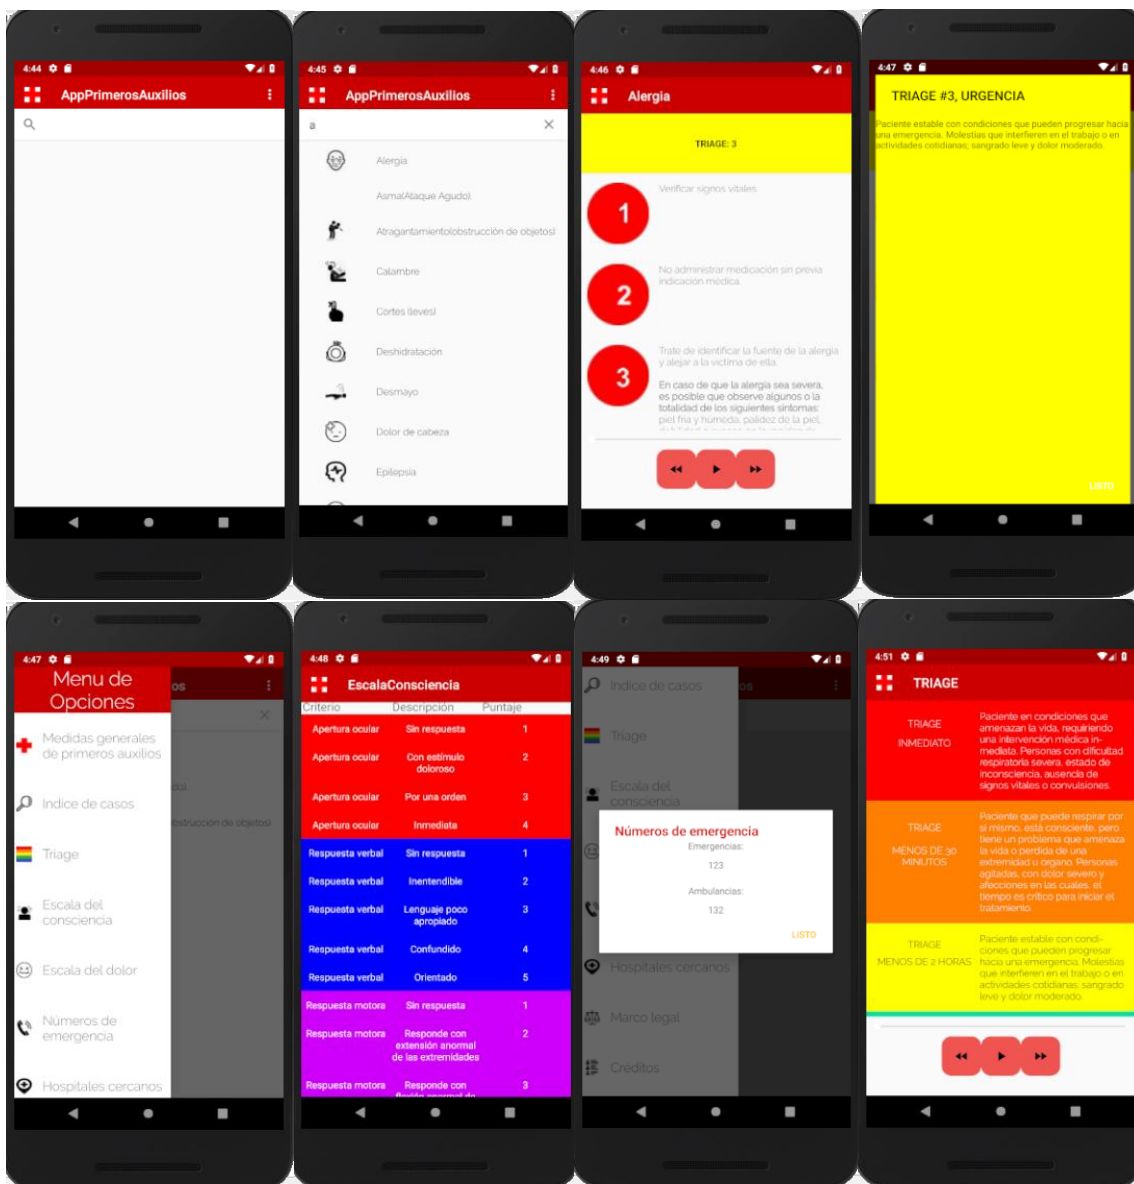 4:44
AppPrimerosAuxilios
4:45
AppPrimerosAuxilios
a
Alergia
Asma(Ataque Agudo).
Atragantamiento(obstrucción de objetos)
Calambre
Cortes (leves)
Deshidratación
Desmayo
Dolor de cabeza
Epilepsia
4:46
Alergia
TRIAGE: 3
1
Verificar signos vitales.
2
No administrar medicación sin previa
indicación médica.
3
Trate de identificar la fuente de la alergia
y alejar a la victima de ella.
En caso de que la alergia sea severa,
es posible que observe algunos o la
totalidad de los siguientes síntomas:
piel fría y húmeda, palidez de la piel,
4:47
TRIAGE #3, URGENCIA
Paciente estable con condiciones que pueden progresar hacia
una emergencia. Molestias que interfieren en el trabajo o en
actividades cotidianas; sangrado leve y dolor moderado.
LISTO
4:47
Menu de
Opciones
os
Medidas generales
de primeros auxilios
Indice de casos
obstrucción de objetos)
Triage
Escala del
consciencia
Escala del dolor
Números de
emergencia
Hospitales cercanos
4:48
EscalaConsciencia
Criterio Descripción Puntaje
Apertura ocular Sin respuesta 1
Apertura ocular Con estímulo 2
doloroso
Apertura ocular Por una orden 3
Apertura ocular Inmediata 4
Respuesta verbal Sin respuesta 1
Respuesta verbal Inentendible 2
Respuesta verbal Lenguaje poco 3
apropiado
Respuesta verbal Confundido 4
Respuesta verbal Orientado 5
Respuesta motora Sin respuesta 1
Respuesta motora Responde con 2
extensión anormal
de las extremidades
Respuesta motora Responde con 3
flexión anormal de
4:49
Indice de casos
os
Triage
Escala del
consciencia
Números de emergencia
Emergencias:
123
Ambulancias:
132
LISTO
Hospitales cercanos
Marco legal
Créditos
4:51
TRIAGE
TRIAGE
INMEDIATO
Paciente en condiciones que
amenazan la vida, requiriendo
una intervención médica in-
mediata. Personas con dificultad
respiratoria severa, estado de
inconsciencia, ausencia de
signos vitales o convulsiones.
TRIAGE
MENOS DE 30
MINUTOS
Paciente que puede respirar por
si mismo, está consciente, pero
tiene un problema que amenaza
la vida o perdida de una
extremidad u organo. Personas
agitadas, con dolor severo y
afecciones en las cuales, el
tiempo es crítico para iniciar el
tratamiento.
TRIAGE
MENOS DE 2 HORAS
Paciente estable con condi-
ciones que pueden progresar
hacia una emergencia. Molestias
que interfieren en el trabajo o en
actividades cotidianas; sangrado
leve y dolor moderado.